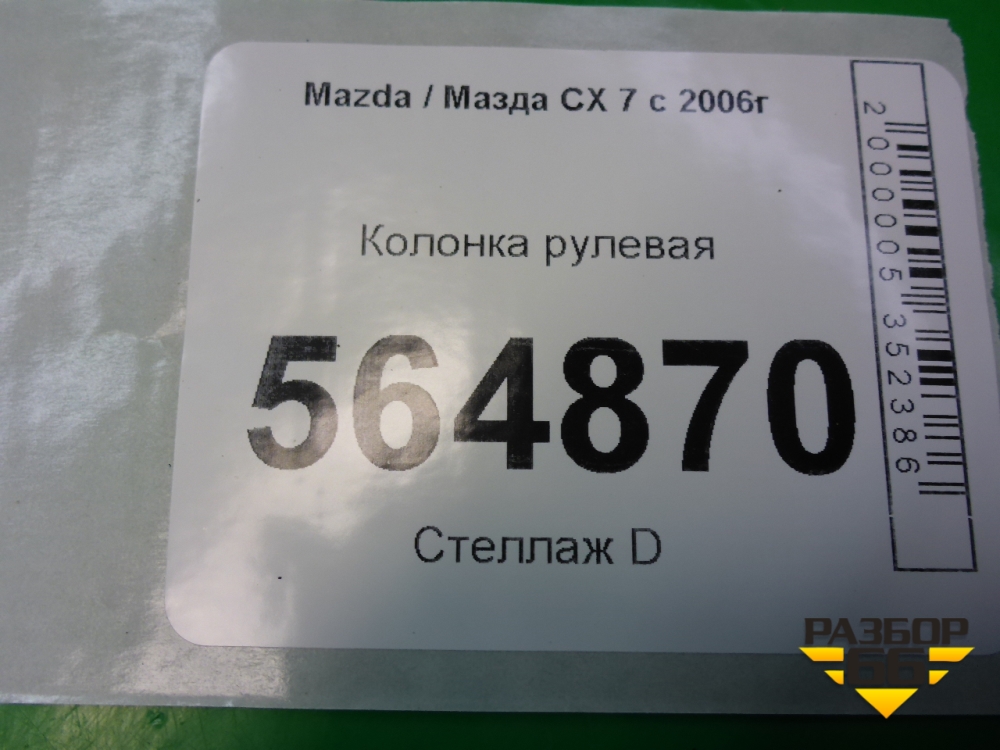 Mazda / Мазда CX 7 с 2006г
Колонка рулевая
564870
Стеллаж D
2000005352386
РАЗБОР
66